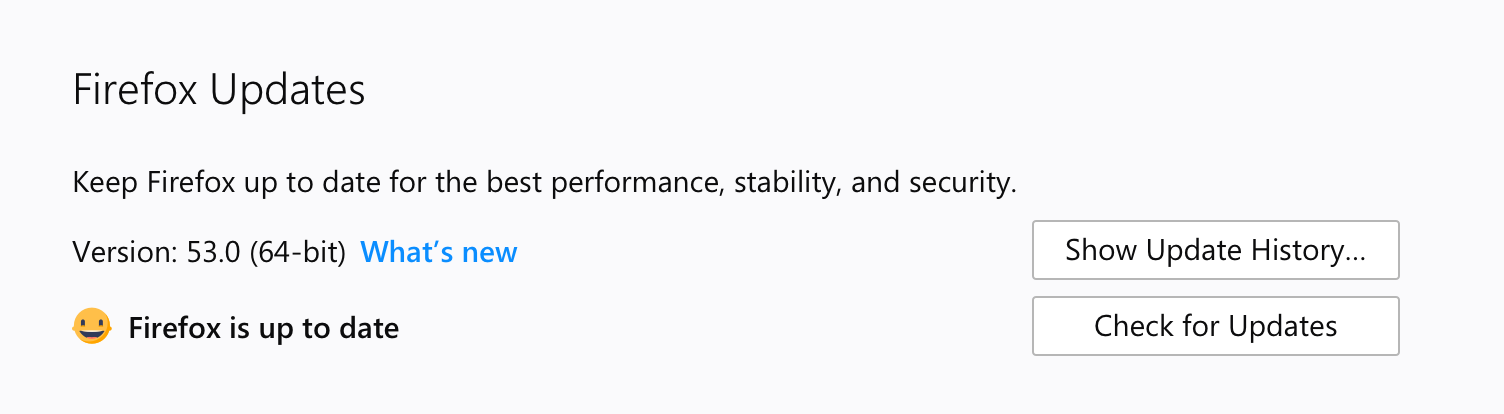 Firefox Updates
Keep Firefox up to date for the best performance, stability, and security.
Version: 53.0 (64-bit) What’s new
Show Update History...
Firefox is up to date
Check for Updates